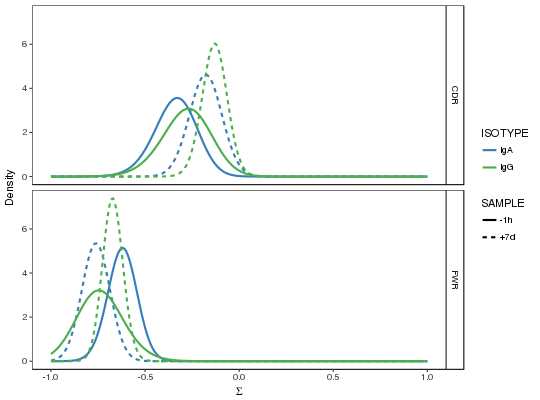 6
4
2
0
CDR
6
4
2
0
FWR
Density
-1.0 -0.5 0.0 0.5 1.0
Σ
ISOTYPE
IgA
IgG
SAMPLE
-1h
+7d